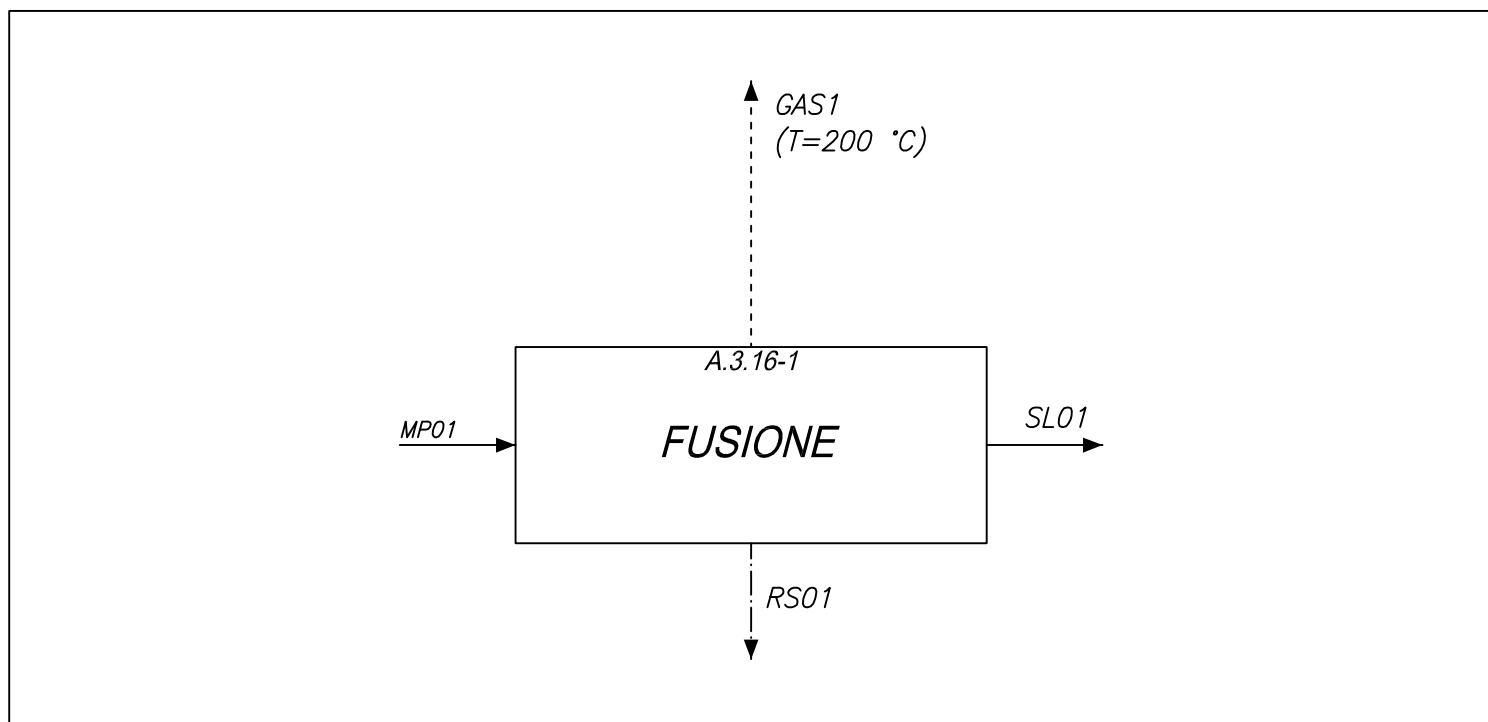 GAS1
(T=200 °C)
A.3.16-1
MP01
FUSIONE
SL01
RS01